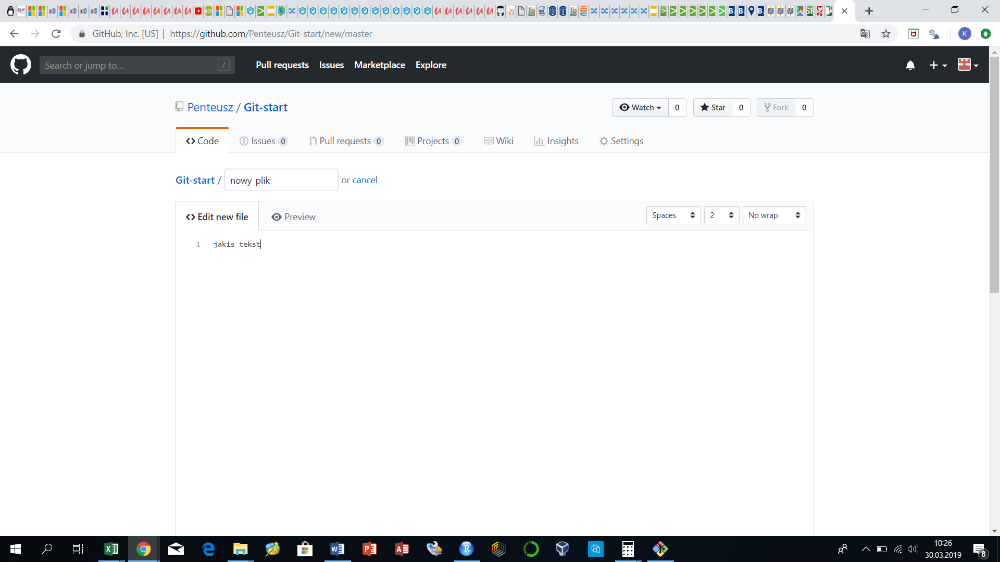 GitHub, Inc. [US] | https://github.com/Penteusz/Git-start/new/master
K
Search or jump to... /
Pull requests Issues Marketplace Explore
Penteusz / Git-start
Watch 0 Star 0 Fork 0
Code Issues 0 Pull requests 0 Projects 0 Wiki Insights Settings
Git-start / nowy_plik or cancel
Edit new file Preview Spaces 2 No wrap
1 jakis tekst
10:26
30.03.2019
8